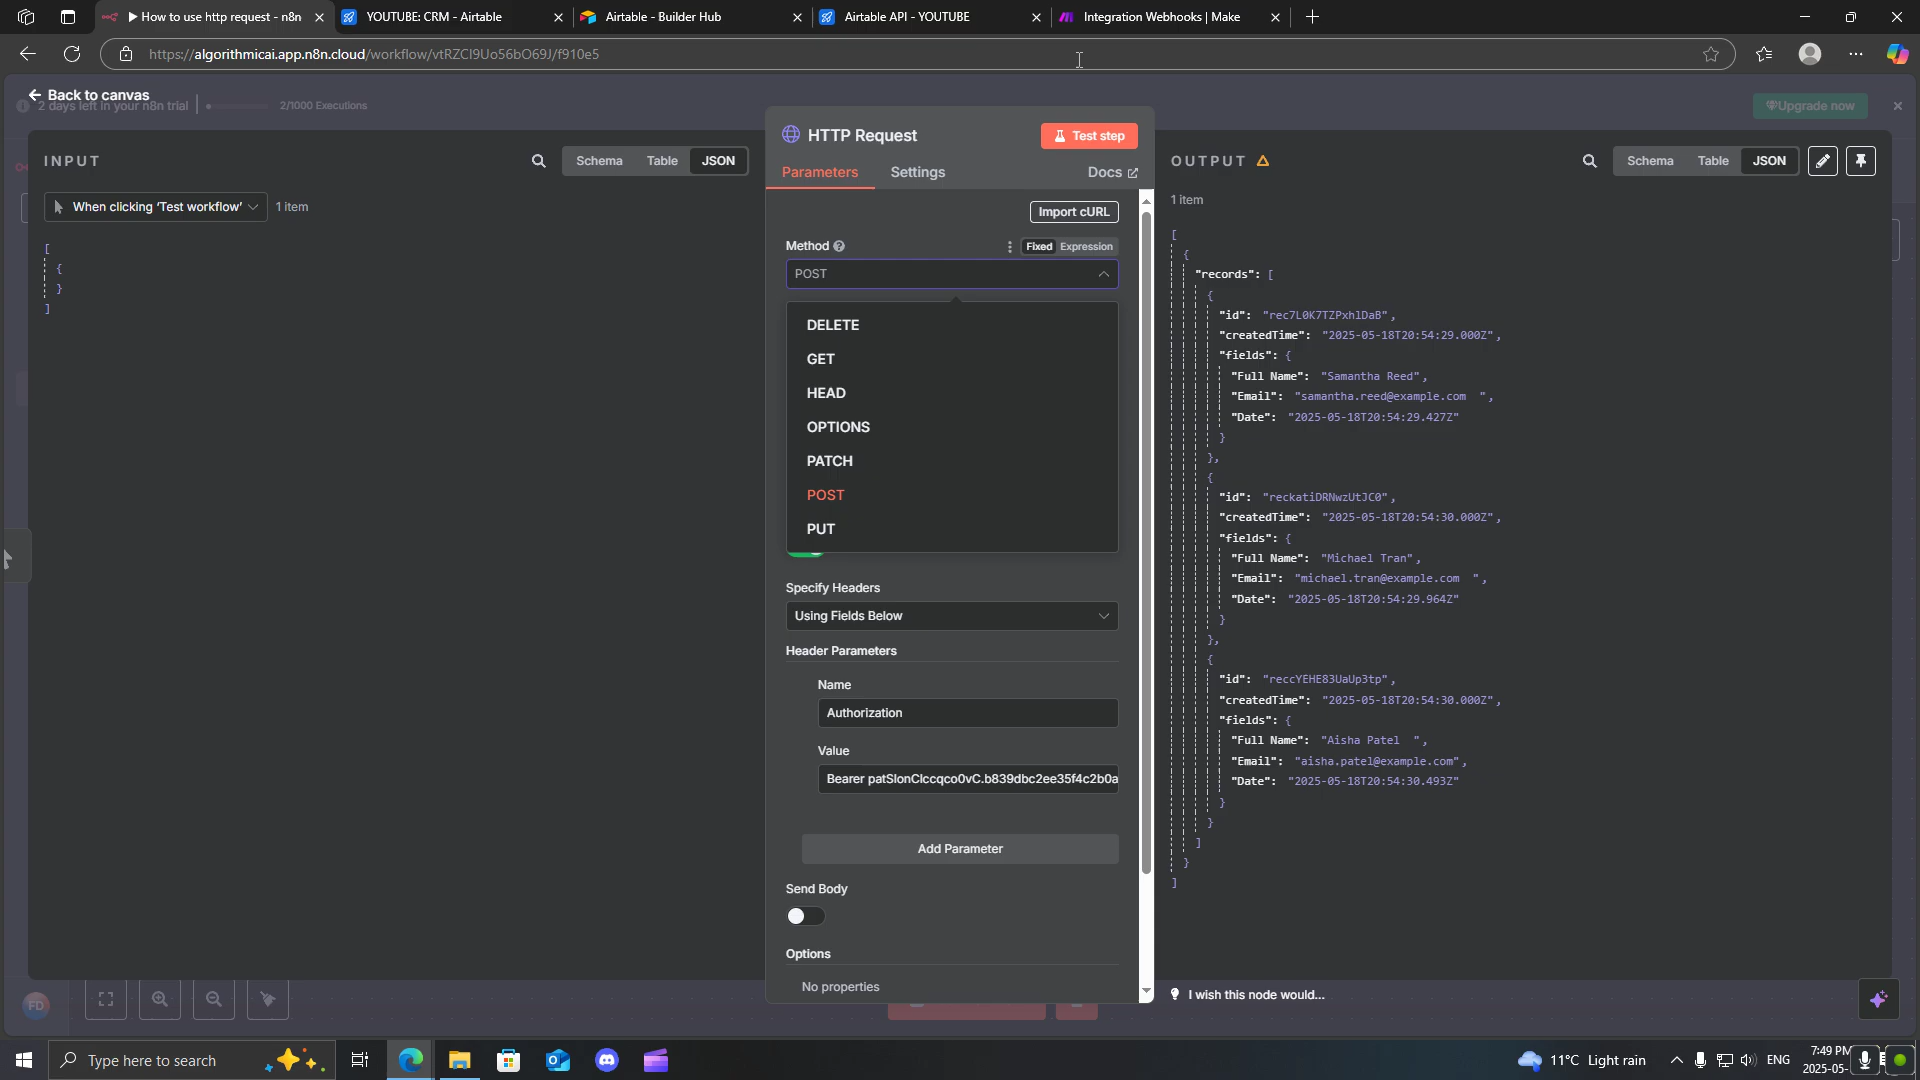 How to use http request - n8n
YOUTUBE: CRM - Airtable
Airtable - Builder Hub
Airtable API - YOUTUBE
Integration Webhooks | Make
https://algorithmicai.app.n8n.cloud/workflow/vtRZCI9Uo56bO69J/f910e5
Back to canvas
2 days left in your n8n trial
2/1000 Executions
Upgrade now
INPUT
Schema
Table
JSON
When clicking ‘Test workflow’
1 item
[
{
}
]
HTTP Request
Test step
Parameters
Settings
Docs
Import cURL
Method
Fixed
Expression
POST
DELETE
GET
HEAD
OPTIONS
PATCH
POST
PUT
Specify Headers
Using Fields Below
Header Parameters
Name
Authorization
Value
Bearer patSlonClccqco0vC.b839dbc2ee35f4c2b0a
Add Parameter
Send Body
Options
No properties
OUTPUT
Schema
Table
JSON
1 item
[
{
"records": [
{
"id": "rec7L0K7TZPxhlDaB",
"createdTime": "2025-05-18T20:54:29.000Z",
"fields": {
"Full Name": "Samantha Reed",
"Email": "samantha.reed@example.com  ",
"Date": "2025-05-18T20:54:29.427Z"
}
},
{
"id": "reckatiDRNwzUtJC0",
"createdTime": "2025-05-18T20:54:30.000Z",
"fields": {
"Full Name": "Michael Tran",
"Email": "michael.tran@example.com  ",
"Date": "2025-05-18T20:54:29.964Z"
}
},
{
"id": "reccYEHE83UaUp3tp",
"createdTime": "2025-05-18T20:54:30.000Z",
"fields": {
"Full Name": "Aisha Patel  ",
"Email": "aisha.patel@example.com",
"Date": "2025-05-18T20:54:30.493Z"
}
}
]
}
]
I wish this node would...
FD
Type here to search
11°C Light rain
ENG
7:49 PM
2025-05-